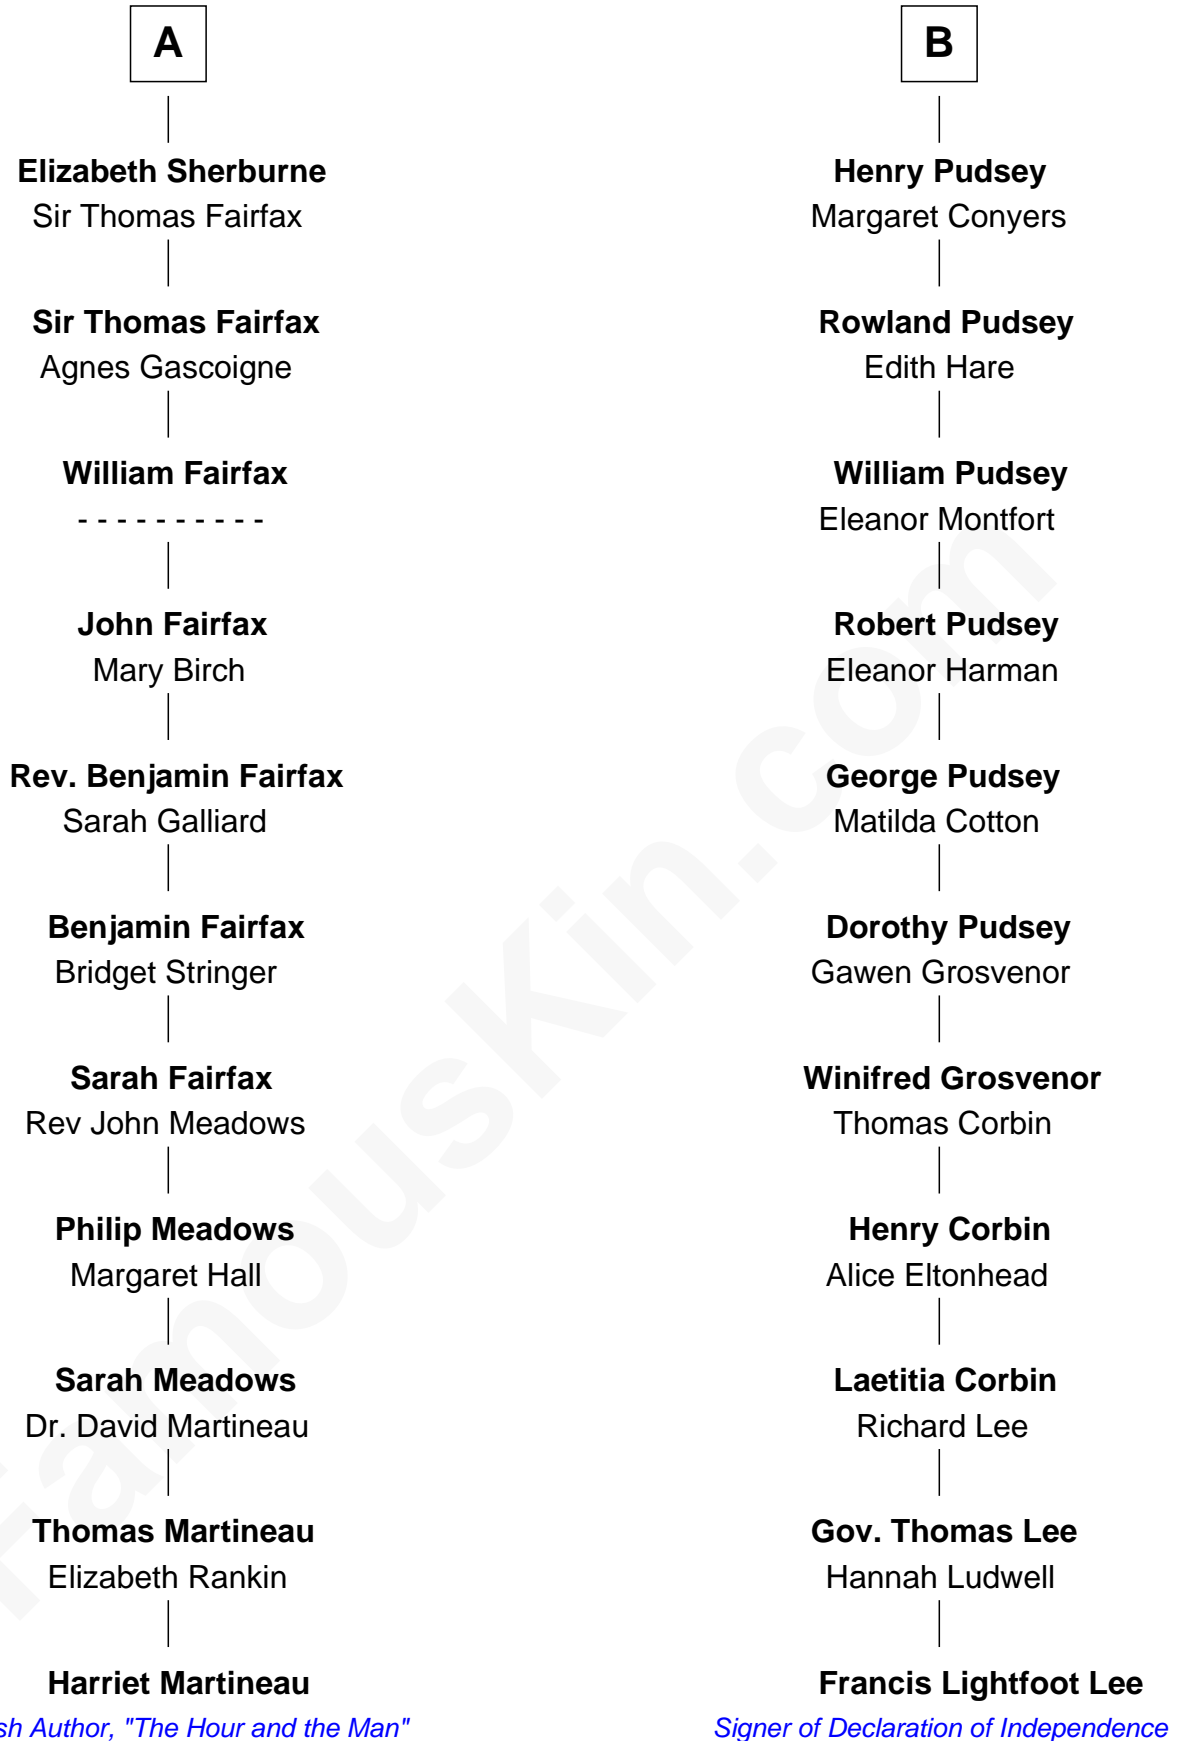 A
Elizabeth Sherburne
Sir Thomas Fairfax
Sir Thomas Fairfax
Agnes Gascoigne
William Fairfax
- - - - - - - - - -
John Fairfax
Mary Birch
Rev. Benjamin Fairfax
Sarah Galliard
Benjamin Fairfax
Bridget Stringer
Sarah Fairfax
Rev John Meadows
Philip Meadows
Margaret Hall
Sarah Meadows
Dr. David Martineau
Thomas Martineau
Elizabeth Rankin
Harriet Martineau
sh Author, "The Hour and the Man"
B
Henry Pudsey
Margaret Conyers
Rowland Pudsey
Edith Hare
William Pudsey
Eleanor Montfort
Robert Pudsey
Eleanor Harman
George Pudsey
Matilda Cotton
Dorothy Pudsey
Gawen Grosvenor
Winifred Grosvenor
Thomas Corbin
Henry Corbin
Alice Eltonhead
Laetitia Corbin
Richard Lee
Gov. Thomas Lee
Hannah Ludwell
Francis Lightfoot Lee
Signer of Declaration of Independence
FamousKin.com